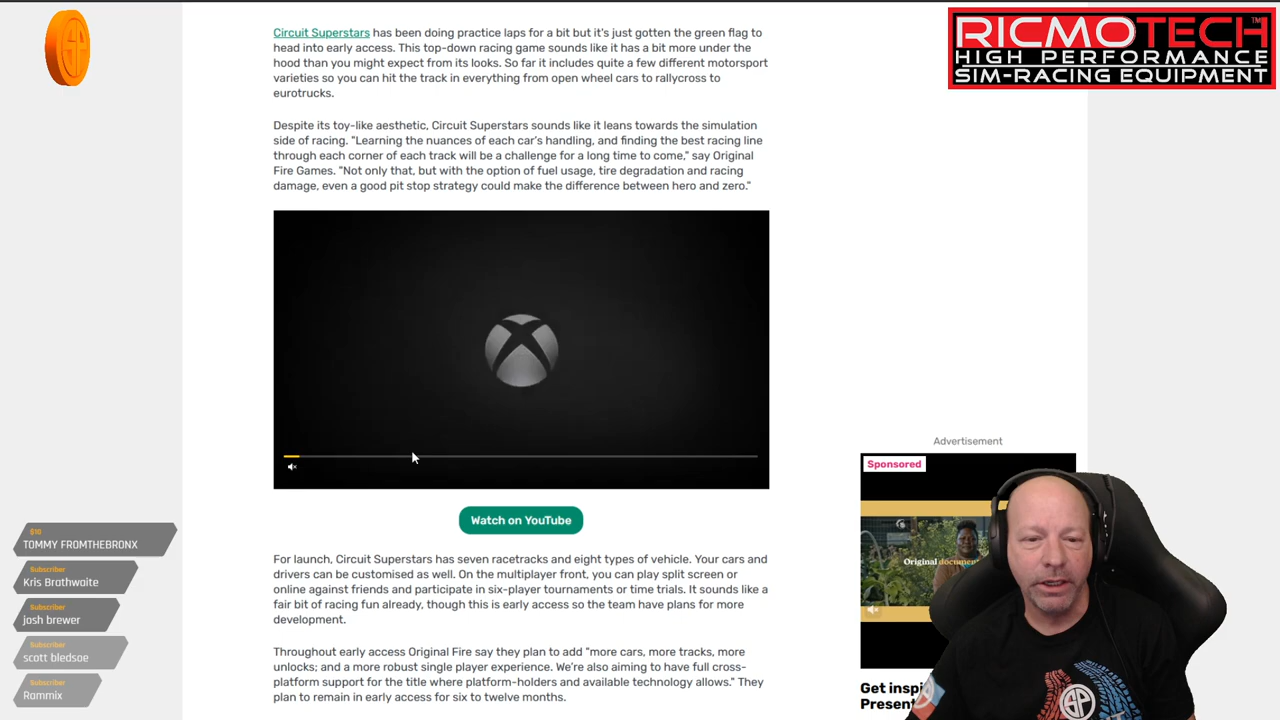 RICMOTECH™
HIGH PERFORMANCE
SIM-RACING EQUIPMENT
Circuit Superstars has been doing practice laps for a bit but it's just gotten the green flag to
head into early access. This top-down racing game sounds like it has a bit more under the
hood than you might expect from its looks. So far it includes quite a few different motorsport
varieties so you can hit the track in everything from open wheel cars to rallycross to
eurotrucks.
Despite its toy-like aesthetic, Circuit Superstars sounds like it leans towards the simulation
side of racing. "Learning the nuances of each car's handling, and finding the best racing line
through each corner of each track will be a challenge for a long time to come," say Original
Fire Games. "Not only that, but with the option of fuel usage, tire degradation and racing
damage, even a good pit stop strategy could make the difference between hero and zero."
Watch on YouTube
For launch, Circuit Superstars has seven racetracks and eight types of vehicle. Your cars and
drivers can be customised as well. On the multiplayer front, you can play split screen or
online against friends and participate in six-player tournaments or time trials. It sounds like a
fair bit of racing fun already, though this is early access so the team have plans for more
development.
Throughout early access Original Fire say they plan to add "more cars, more tracks, more
unlocks; and a more robust single player experience. We're also aiming to have full cross-
platform support for the title where platform-holders and available technology allows." They
plan to remain in early access for six to twelve months.
Advertisement
Sponsored
Original
Get
Present
$10
TOMMY FROMTHEBRONX
Subscriber
Kris Brathwaite
Subscriber
josh brewer
Subscriber
scott bledsoe
Subscriber
Rammix
SP